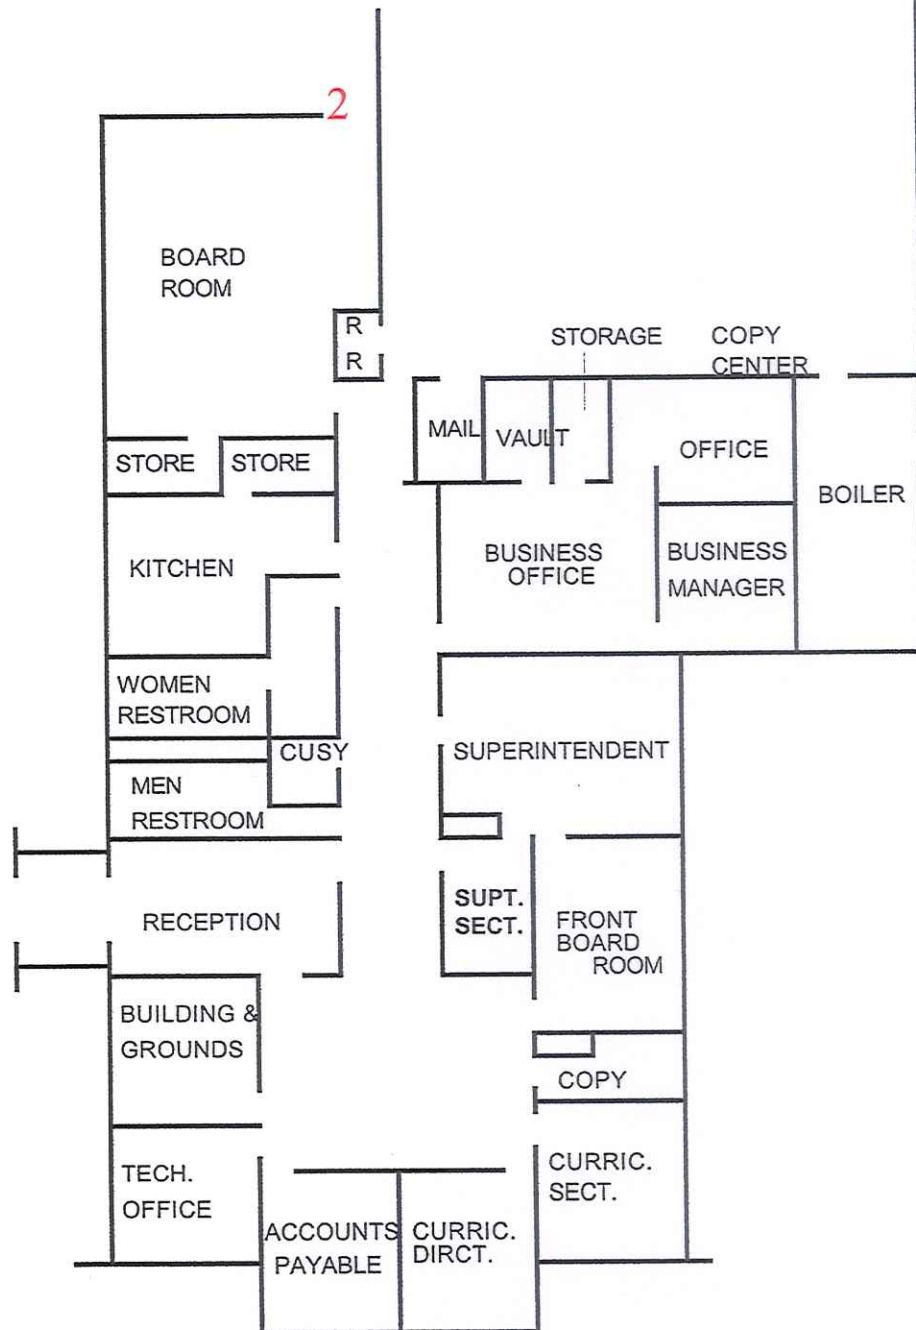 2
BOARD
ROOM
R
R
STORAGE
COPY
CENTER
MAIL
VAULT
OFFICE
STORE
STORE
BOILER
KITCHEN
BUSINESS
OFFICE
BUSINESS
MANAGER
WOMEN
RESTROOM
CUSY
SUPERINTENDENT
MEN
RESTROOM
RECEPTION
SUPT.
SECT.
FRONT
BOARD
ROOM
BUILDING &
GROUNDS
COPY
TECH.
OFFICE
CURRIC.
SECT.
ACCOUNTS
PAYABLE
CURRIC.
DIRCT.